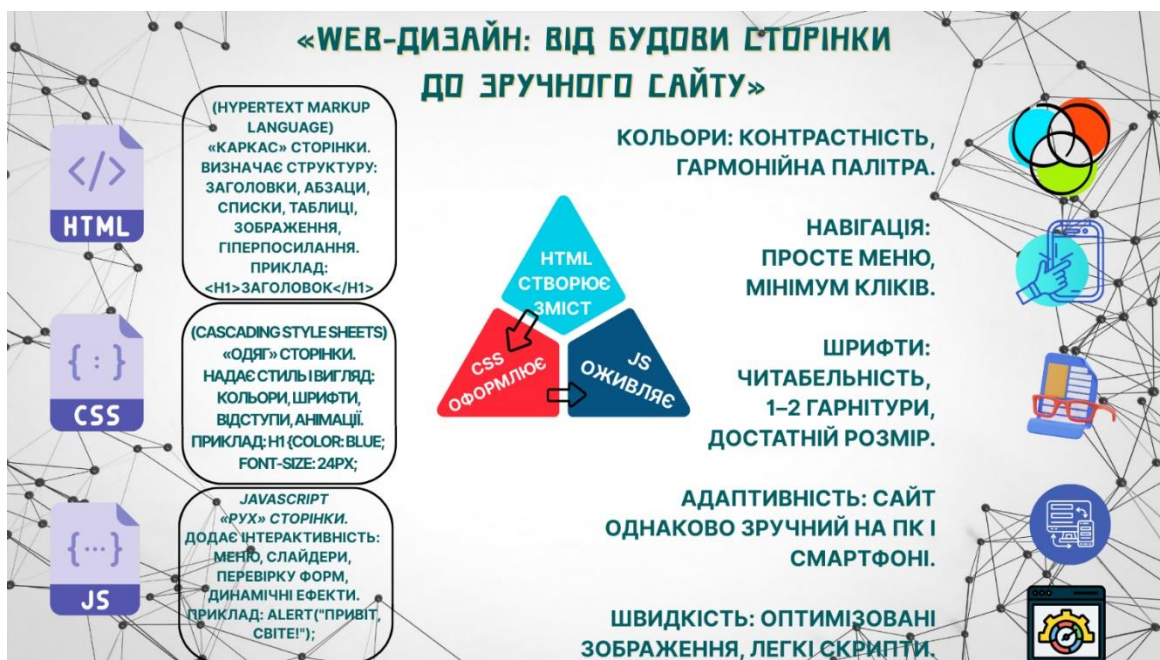 «WEB-ДИЗАЙН: ВІД БУДОВИ СТОРІНКИ
ДО ЗРУЧНОГО САЙТУ»
HTML
(HYPERTEXT MARKUP
LANGUAGE)
«КАРКАС» СТОРІНКИ.
ВИЗНАЧАЄ СТРУКТУРУ:
ЗАГОЛОВКИ, АБЗАЦИ,
СПИСКИ, ТАБЛИЦІ,
ЗОБРАЖЕННЯ,
ГІПЕРПОСИЛАННЯ.
ПРИКЛАД:
<H1>ЗАГОЛОВОК</H1>
CSS
(CASCADING STYLE SHEETS)
«ОДЯГ» СТОРІНКИ.
НАДАЄ СТИЛЬ І ВИГЛЯД:
КОЛЬОРИ, ШРИФТИ,
ВІДСТУПИ, АНІМАЦІЇ.
ПРИКЛАД: H1 {COLOR: BLUE;
FONT-SIZE: 24PX;
JS
JAVASCRIPT
«РУХ» СТОРІНКИ.
ДОДАЄ ІНТЕРАКТИВНІСТЬ:
МЕНЮ, СЛАЙДЕРИ,
ПЕРЕВІРКУ ФОРМ,
ДИНАМІЧНІ ЕФЕКТИ.
ПРИКЛАД: ALERT("ПРИВІТ,
СВІТЕ!");
HTML
СТВОРЮЄ
ЗМІСТ
CSS
ОФОРМЛЮЄ
JS
ОЖИВЛЯЄ
КОЛЬОРИ: КОНТРАСТНІСТЬ,
ГАРМОНІЙНА ПАЛІТРА.
НАВІГАЦІЯ:
ПРОСТЕ МЕНЮ,
МІНІМУМ КЛІКІВ.
ШРИФТИ:
ЧИТАБЕЛЬНІСТЬ,
1–2 ГАРНІТУРИ,
ДОСТАТНІЙ РОЗМІР.
АДАПТИВНІСТЬ: САЙТ
ОДНАКОВО ЗРУЧНИЙ НА ПК І
СМАРТФОНІ.
ШВИДКІСТЬ: ОПТИМІЗОВАНІ
ЗОБРАЖЕННЯ, ЛЕГКІ СКРИПТИ.